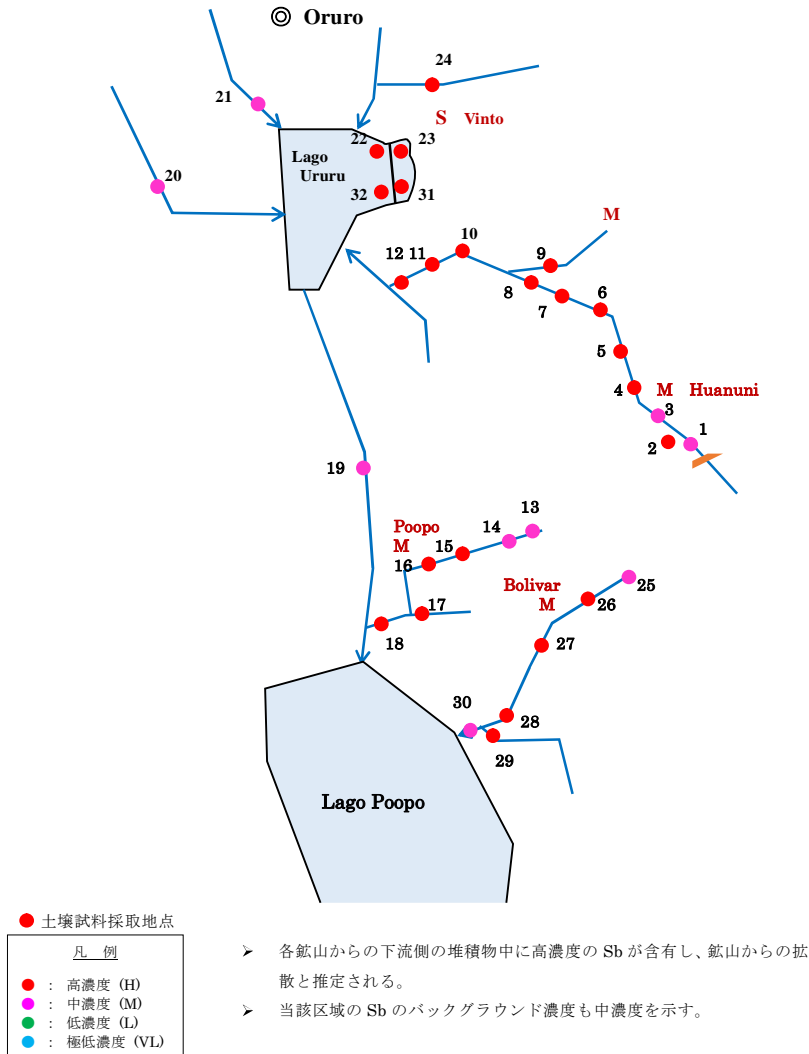 ◎ Oruro
24
21
S Vinto
22
23
Lago
Ururu
20
32
31
M
10
12 11
9
8
7
6
5
4
M Huanuni
3
1
2
19
13
Poopo
M
14
15
16
Bolivar
M
25
26
17
18
27
30
28
29
Lago Poopo
土壌試料採取地点
凡 例
： 高濃度 (H)
： 中濃度 (M)
： 低濃度 (L)
： 極低濃度 (VL)
➢ 各鉱山からの下流側の堆積物中に高濃度の Sb が含有し、鉱山からの拡
散と推定される。
➢ 当該区域の Sb のバックグラウンド濃度も中濃度を示す。